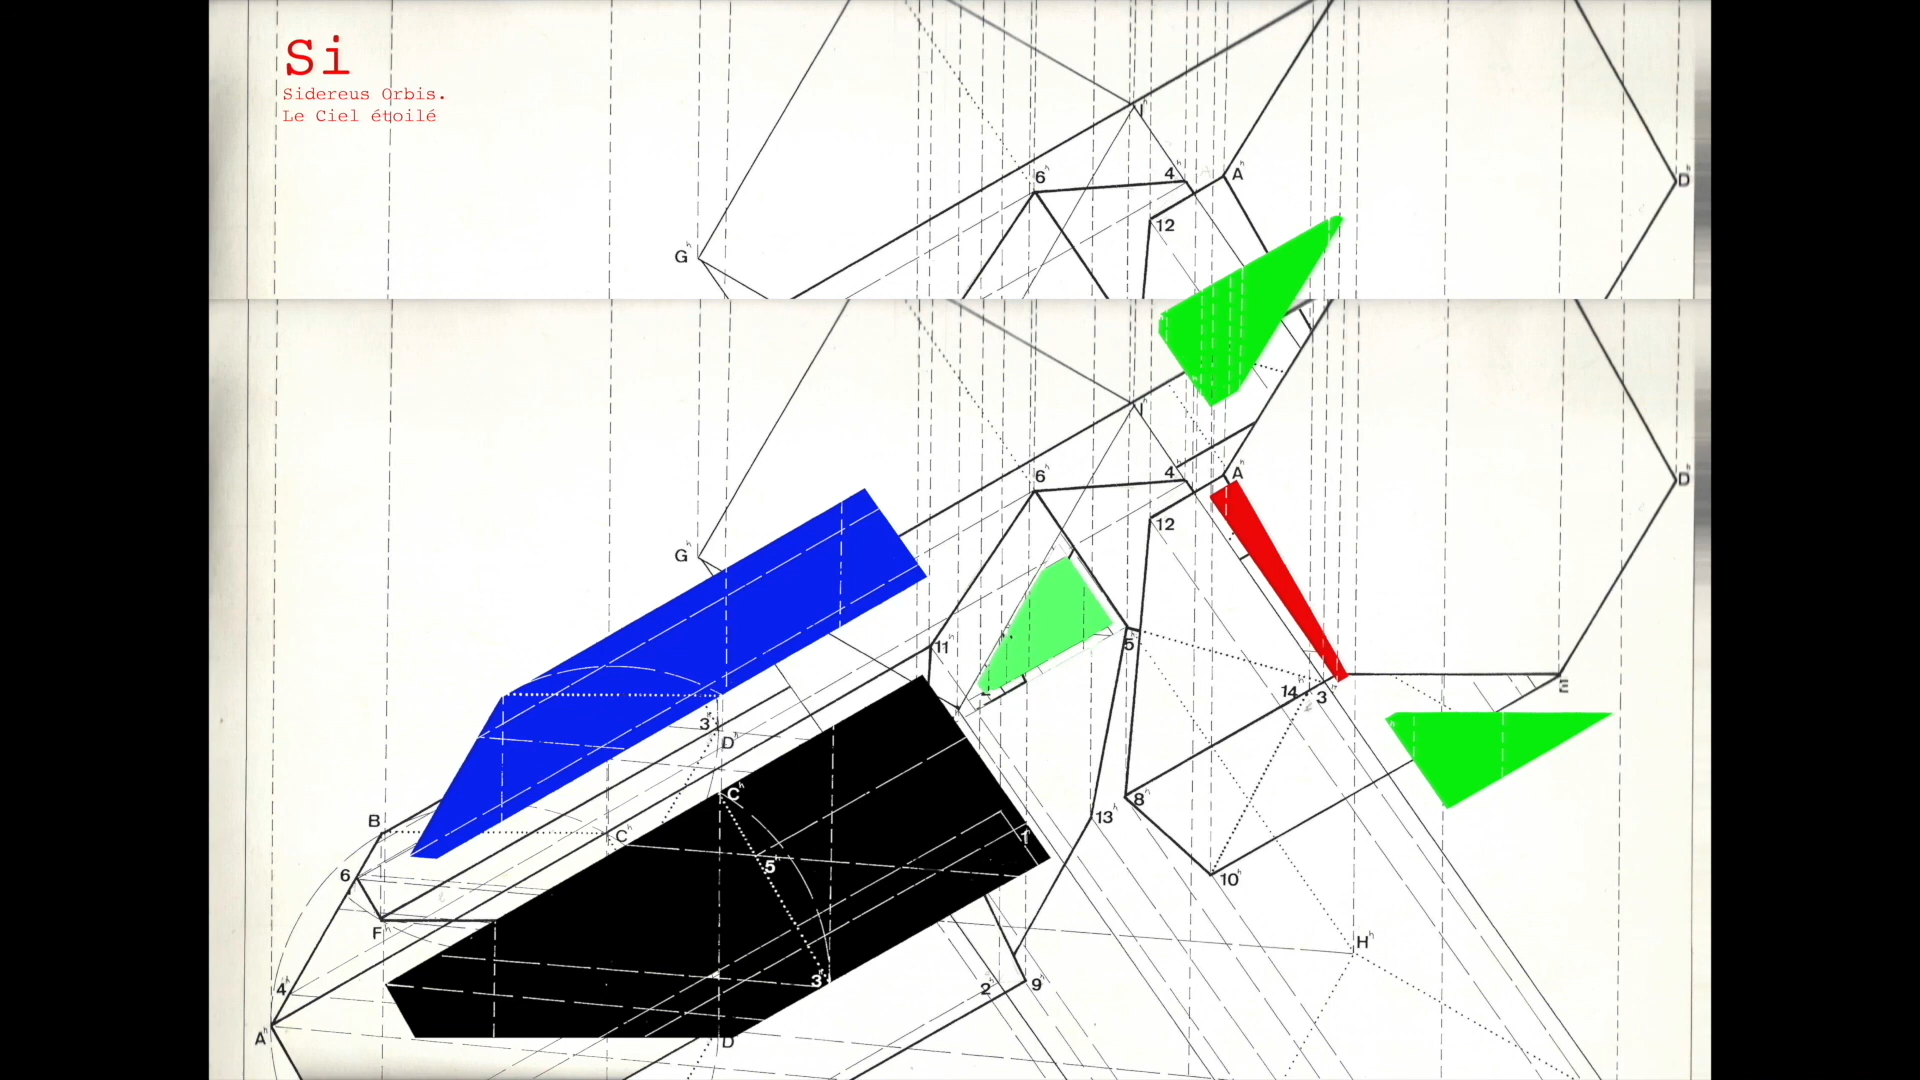 Si
Sidereus Orbis.
Le Ciel étoilé
I h
6 h
4 h
A h
D
12
G h
I h
6 h
4 h
A h
D
12
G h
11 h
5
14
3 h
E
3 h
D h
C h
B
C h
8 h
13 h
1 h
5 h
6
10 h
F h
H h
3 h
4 h
2 h
9 h
A h
D